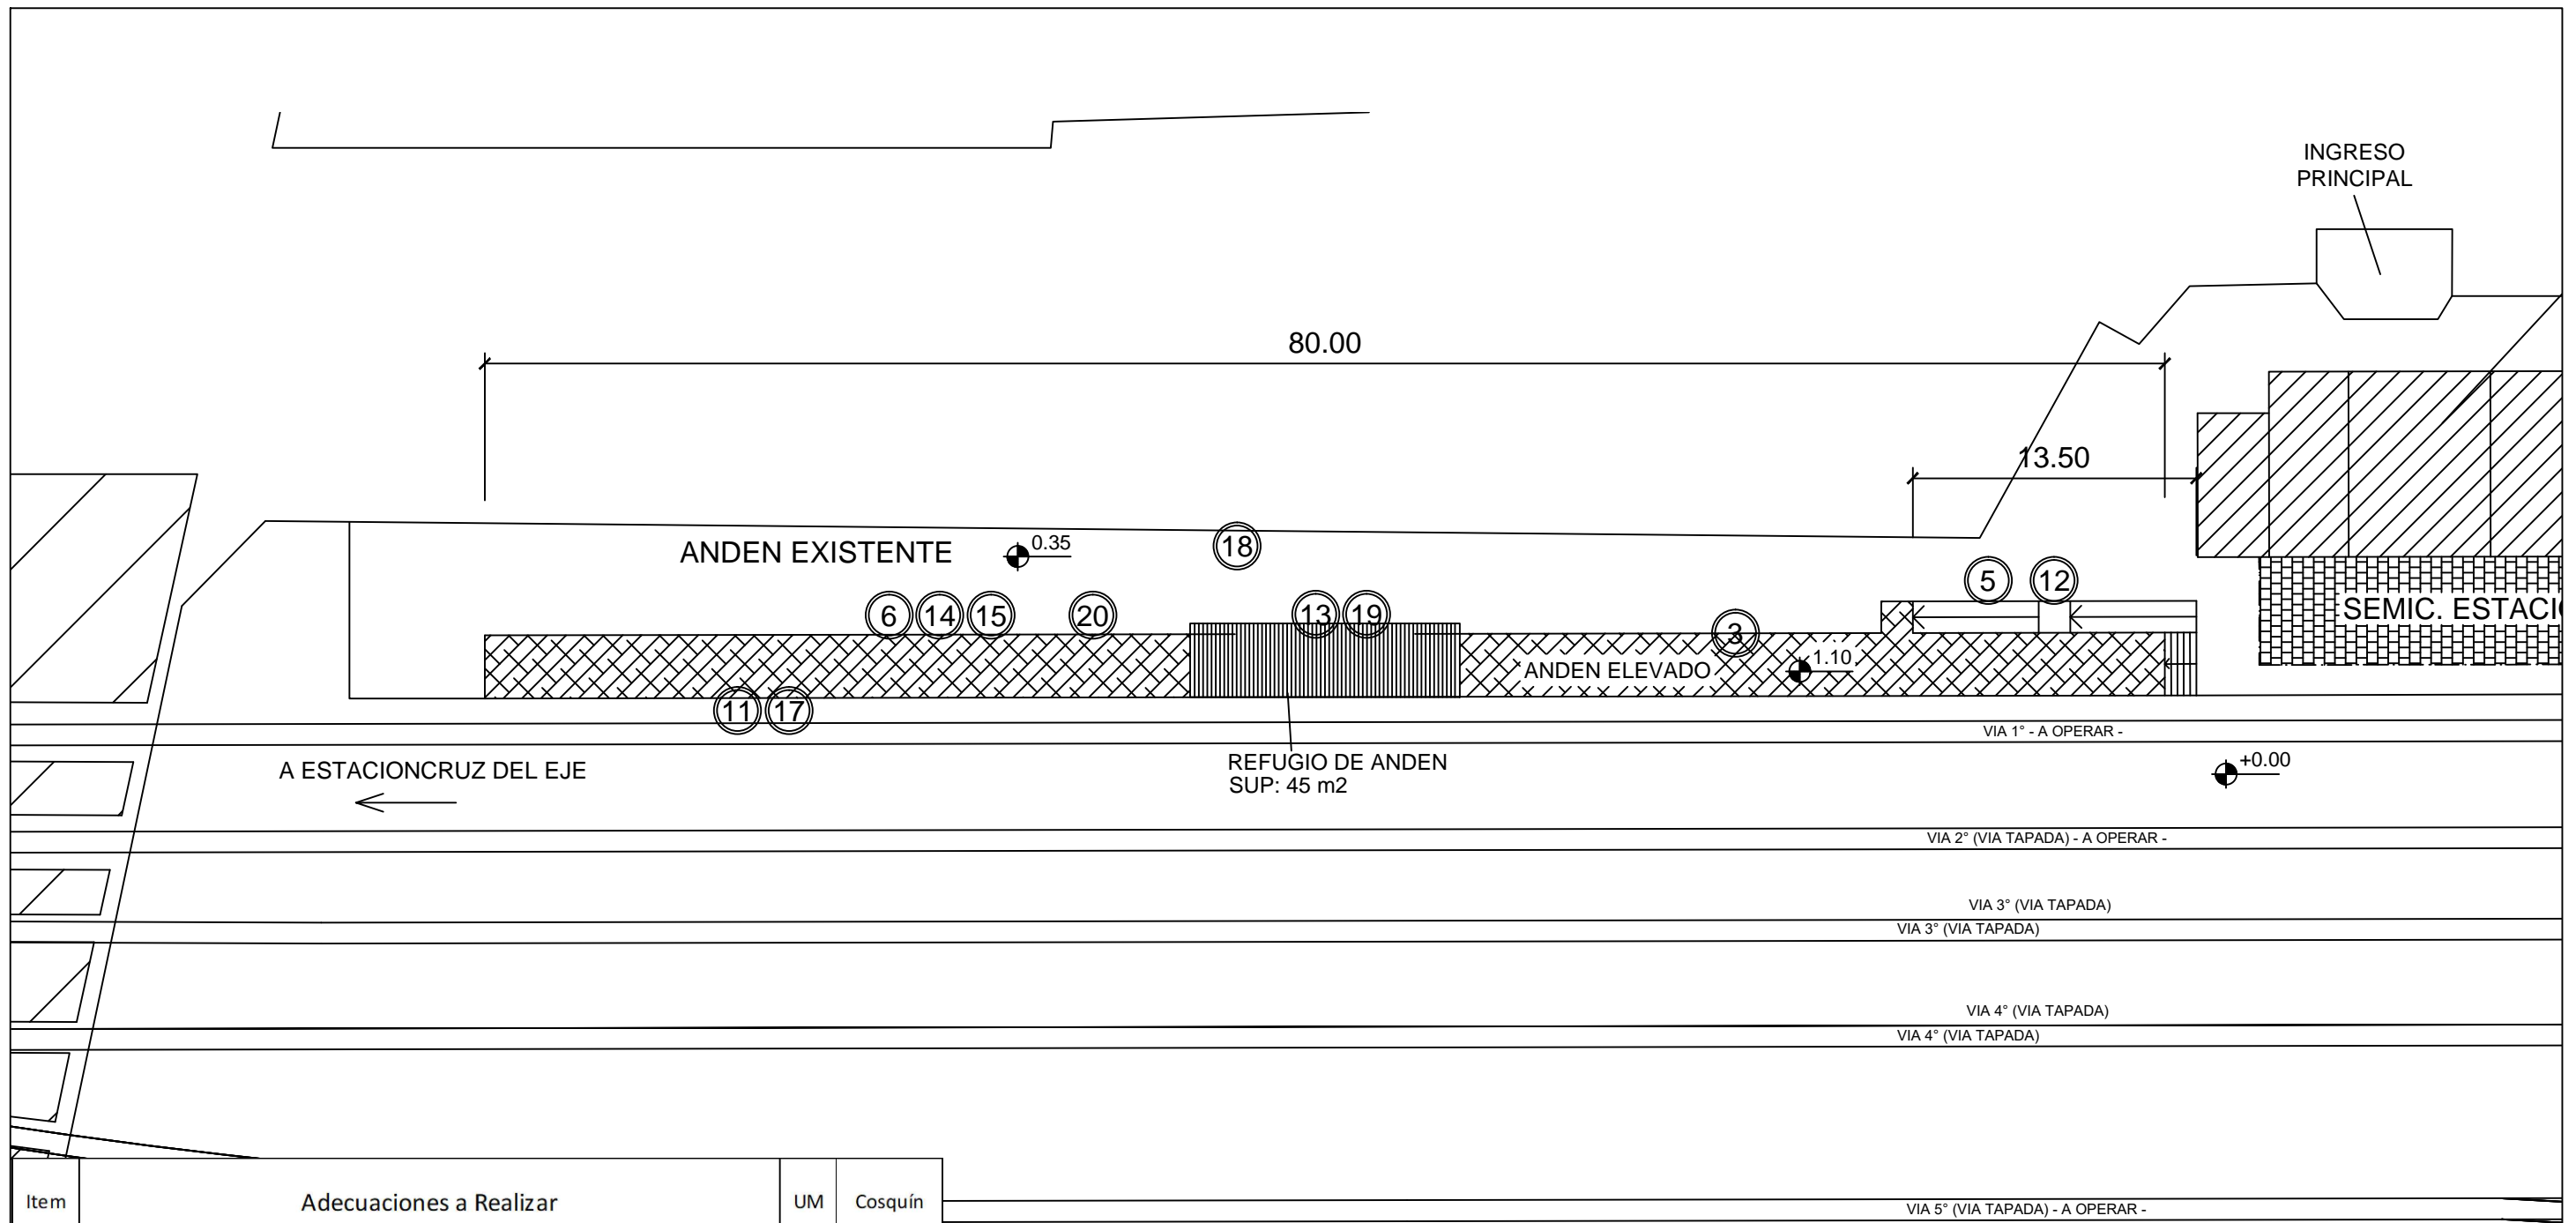 INGRESO
PRINCIPAL
80.00
13.50
ANDEN EXISTENTE
0.35
18
5
12
6
14
15
20
13
19
3
SEMIC. ESTACI
ANDEN ELEVADO
1.10
11
17
VIA 1° - A OPERAR -
REFUGIO DE ANDEN
SUP: 45 m2
+0.00
A ESTACIONCRUZ DEL EJE
VIA 2° (VIA TAPADA) - A OPERAR -
VIA 3° (VIA TAPADA)
VIA 3° (VIA TAPADA)
VIA 4° (VIA TAPADA)
VIA 4° (VIA TAPADA)
Item Adecuaciones a Realizar UM Cosquín
VIA 5° (VIA TAPADA) - A OPERAR -